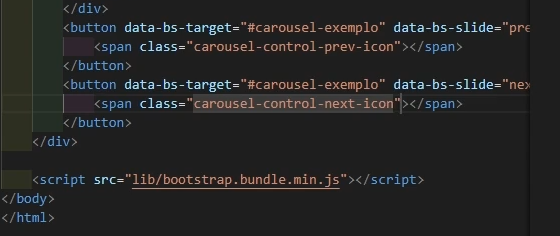 </div>
<button data-bs-target="#carousel-exemplo" data-bs-slide="pre
<span class="carousel-control-prev-icon"></span>
</button>
<button data-bs-target="#carousel-exemplo" data-bs-slide="nex
<span class="carousel-control-next-icon"></span>
</button>
</div>
<script src="lib/bootstrap.bundle.min.js"></script>
</body>
</html>